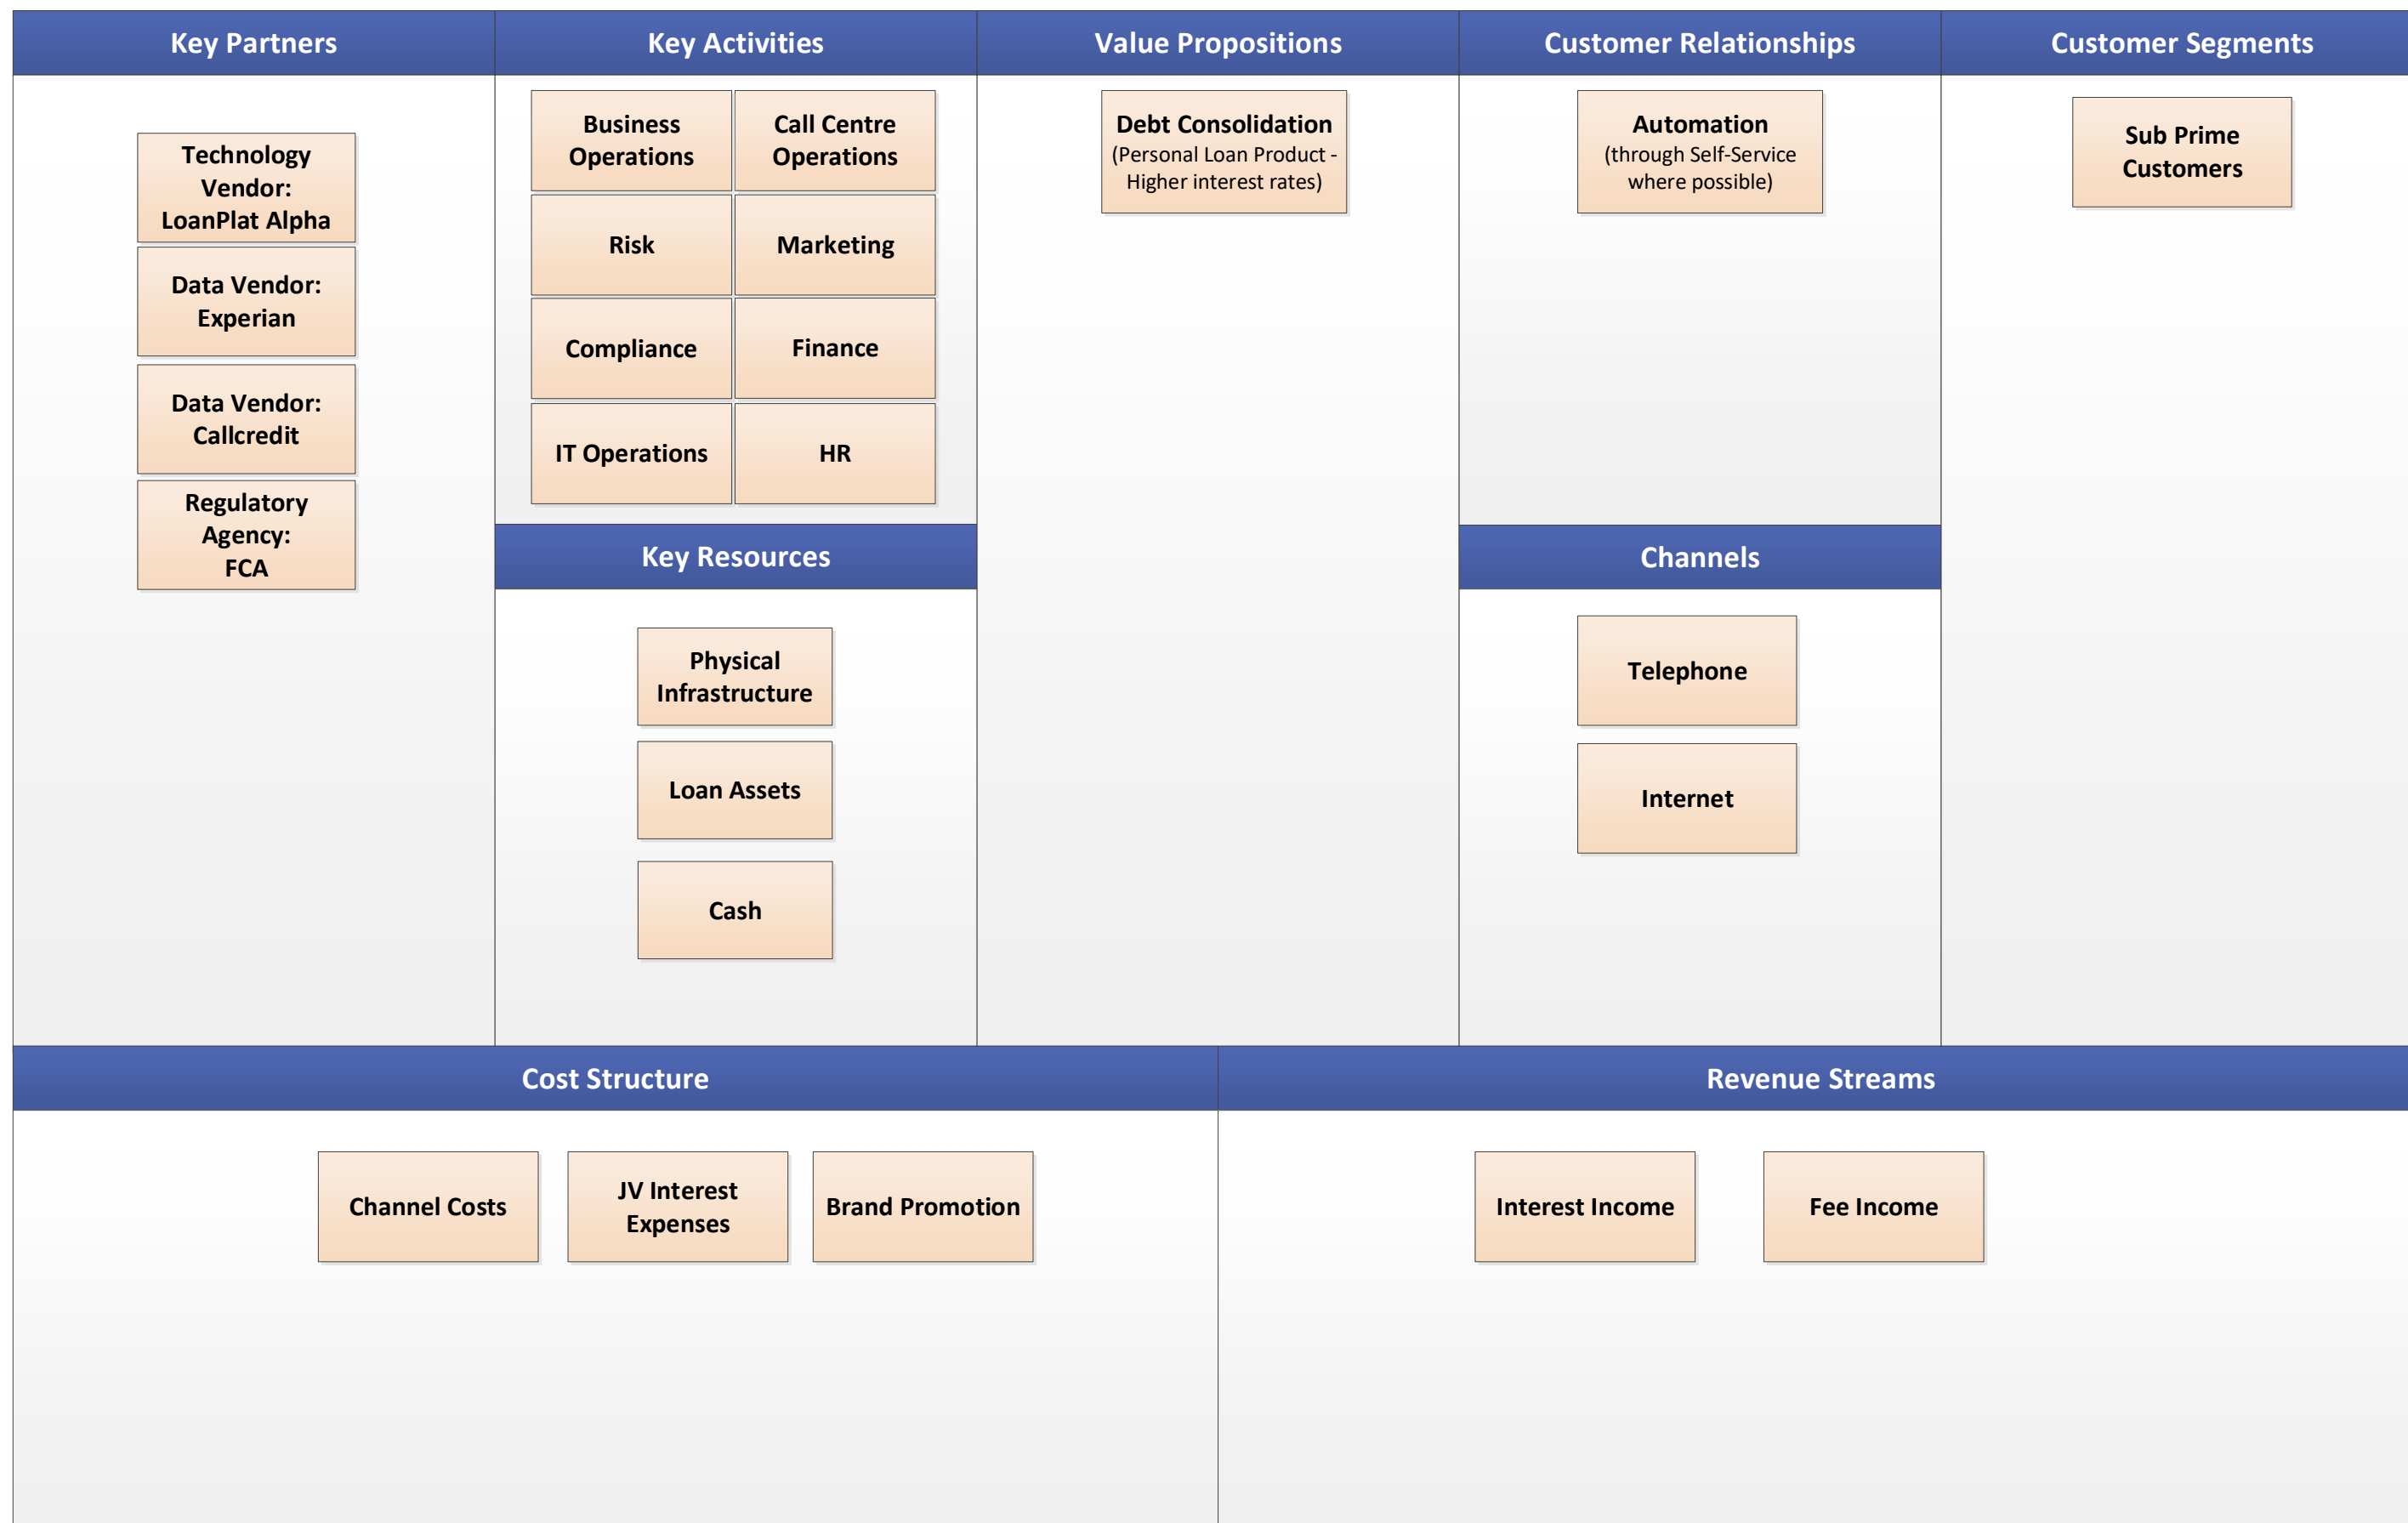 Key Partners
Technology
Vendor:
LoanPlat Alpha
Data Vendor:
Experian
Data Vendor:
Callcredit
Regulatory
Agency:
FCA
Key Activities
Business
Operations
Call Centre
Operations
Risk
Marketing
Compliance
Finance
IT Operations
HR
Key Resources
Physical
Infrastructure
Loan Assets
Cash
Value Propositions
Debt Consolidation
(Personal Loan Product -
Higher interest rates)
Customer Relationships
Automation
(through Self-Service
where possible)
Channels
Telephone
Internet
Customer Segments
Sub Prime
Customers
Cost Structure
Channel Costs
JV Interest
Expenses
Brand Promotion
Revenue Streams
Interest Income
Fee Income